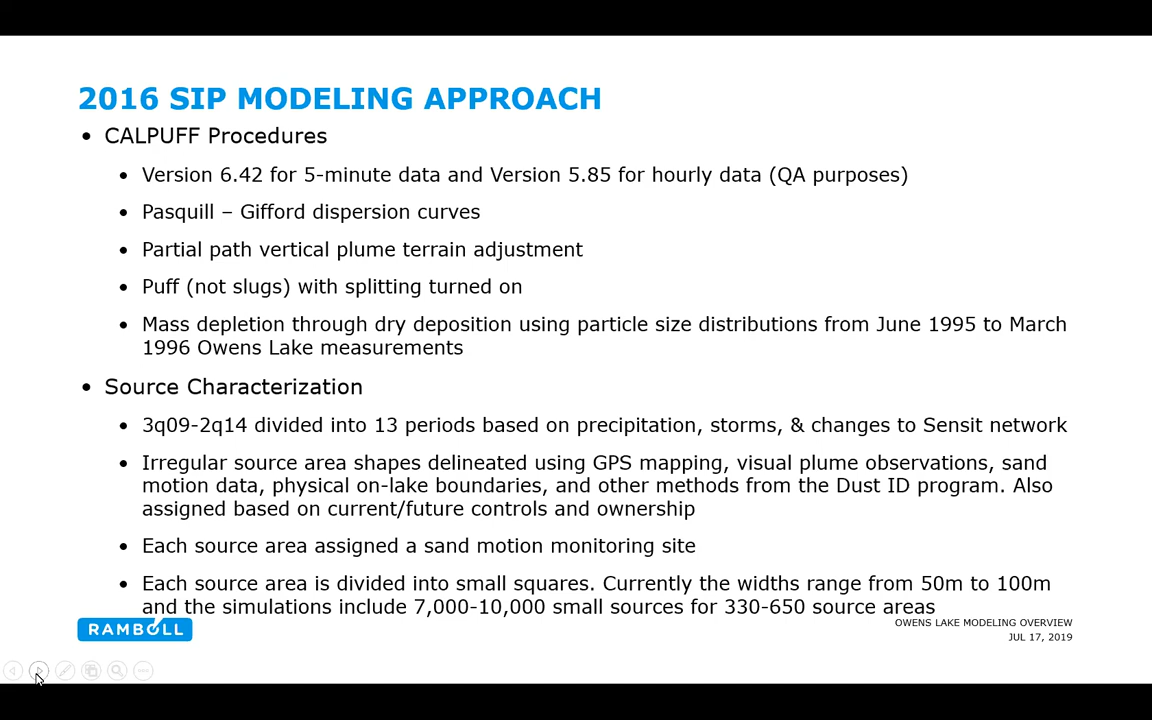 2016 SIP MODELING APPROACH
• CALPUFF Procedures
• Version 6.42 for 5-minute data and Version 5.85 for hourly data (QA purposes)
• Pasquill – Gifford dispersion curves
• Partial path vertical plume terrain adjustment
• Puff (not slugs) with splitting turned on
• Mass depletion through dry deposition using particle size distributions from June 1995 to March
1996 Owens Lake measurements
• Source Characterization
• 3q09-2q14 divided into 13 periods based on precipitation, storms, & changes to Sensit network
• Irregular source area shapes delineated using GPS mapping, visual plume observations, sand
motion data, physical on-lake boundaries, and other methods from the Dust ID program. Also
assigned based on current/future controls and ownership
• Each source area assigned a sand motion monitoring site
• Each source area is divided into small squares. Currently the widths range from 50m to 100m
and the simulations include 7,000-10,000 small sources for 330-650 source areas
RAMBOLL
OWENS LAKE MODELING OVERVIEW
JUL 17, 2019